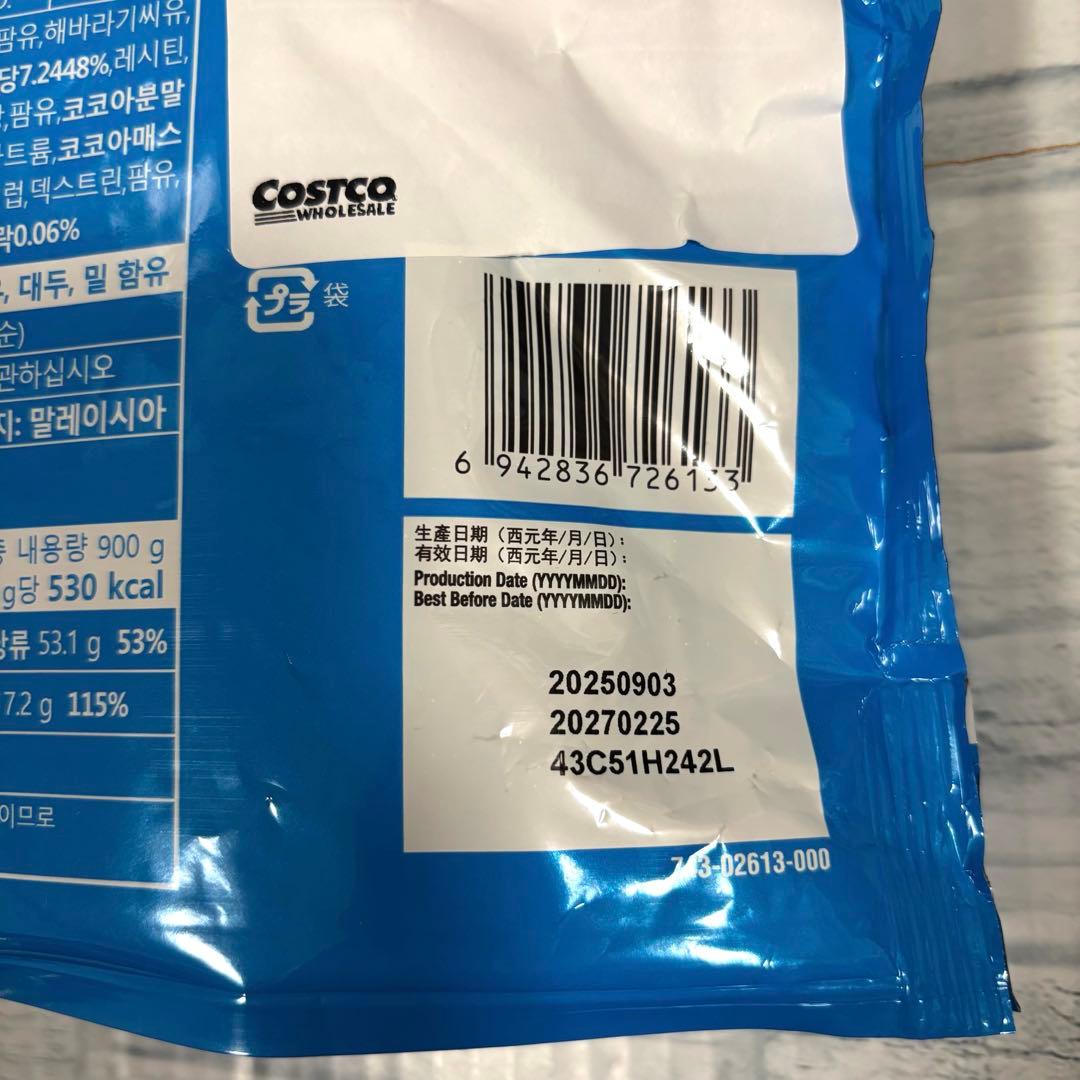 팜유,해바라기씨유,
당7.2448%,레시틴,
팜유,코코아분말
트륨,코코아매스
럽,덱스트린,팜유,
락0.06%
대두, 밀 함유
순)
관하십시오
지: 말레이시아
내용량 900 g
g당 530 kcal
류 53.1 g 53%
7.2 g 115%
이므로
COSTCO
WHOLESALE
プラ 袋
6 942836 726133
生產日期（西元年/月/日）：
有效日期（西元年/月/日）：
Production Date (YYYYMMDD):
Best Before Date (YYYYMMDD):
20250903
20270225
43C51H242L
3-02613-000